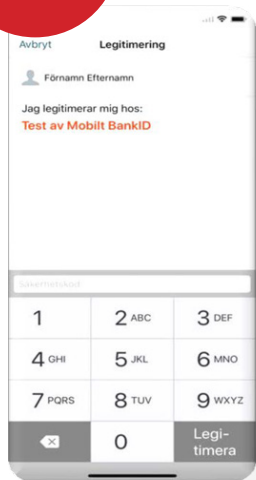 Avbryt Legitimering
Förnamn Efternamn
Jag legitimerar mig hos:
Test av Mobilt BankID
Säkerhetskod
1 2 ABC 3 DEF
4 GHI 5 JKL 6 MNO
7 PQRS 8 TUV 9 WXYZ
0 Legi-
timera